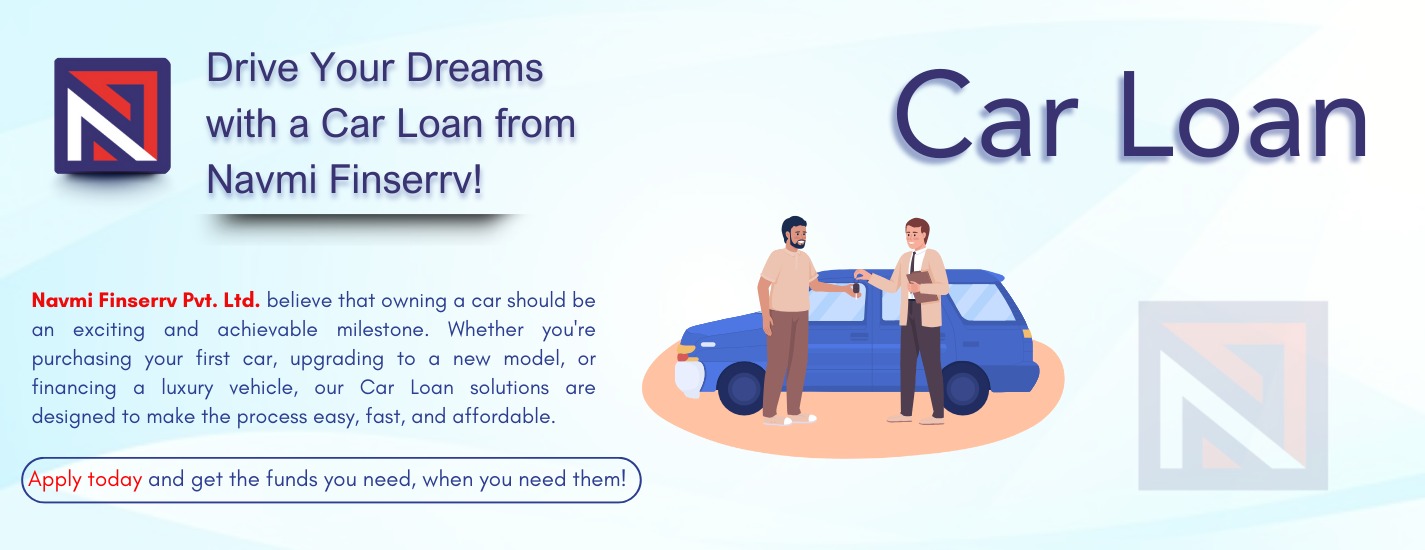 Drive Your Dreams
with a Car Loan from
Navmi Finserrv!
Car Loan
Navmi Finserrv Pvt. Ltd. believe that owning a car should be
an exciting and achievable milestone. Whether you're
purchasing your first car, upgrading to a new model, or
financing a luxury vehicle, our Car Loan solutions are
designed to make the process easy, fast, and affordable.
Apply today and get the funds you need, when you need them!